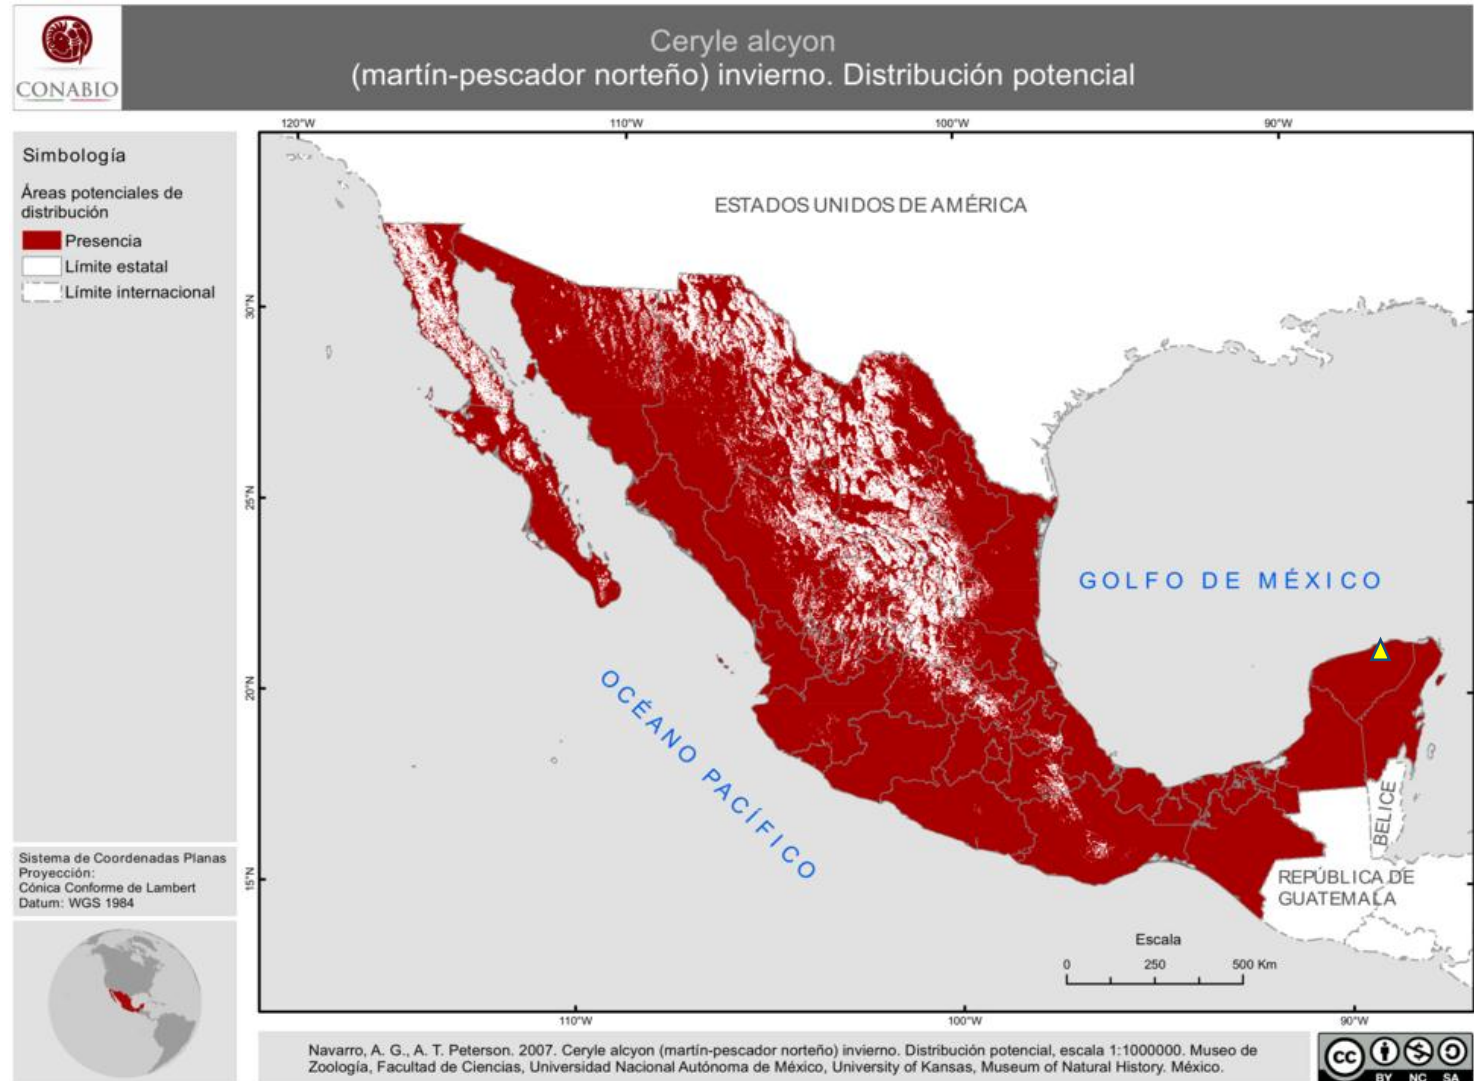 CONABIO
Ceryle alcyon
(martín-pescador norteño) invierno. Distribución potencial
Simbología
Áreas potenciales de
distribución
Presencia
Límite estatal
Límite internacional
120°W
110°W
100°W
90°W
30°N
25°N
20°N
15°N
ESTADOS UNIDOS DE AMÉRICA
GOLFO DE MÉXICO
OCÉANO PACÍFICO
BELICE
REPÚBLICA DE
GUATEMALA
Escala
0 250 500 Km
110°W
100°W
90°W
Sistema de Coordenadas Planas
Proyección:
Cónica Conforme de Lambert
Datum: WGS 1984
Navarro, A. G., A. T. Peterson. 2007. Ceryle alcyon (martín-pescador norteño) invierno. Distribución potencial, escala 1:1000000. Museo de
Zoología, Facultad de Ciencias, Universidad Nacional Autónoma de México, University of Kansas, Museum of Natural History. México.
cc
BY NC SA